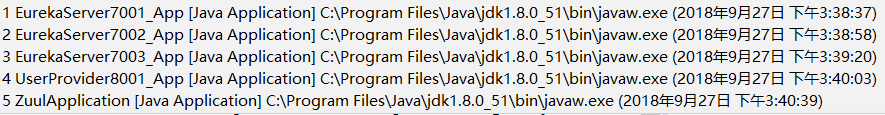 1 EurekaServer7001_App [Java Application] C:\Program Files\Java\jdk1.8.0_51\bin\javaw.exe (2018年9月27日 下午3:38:37)
2 EurekaServer7002_App [Java Application] C:\Program Files\Java\jdk1.8.0_51\bin\javaw.exe (2018年9月27日 下午3:38:58)
3 EurekaServer7003_App [Java Application] C:\Program Files\Java\jdk1.8.0_51\bin\javaw.exe (2018年9月27日 下午3:39:20)
4 UserProvider8001_App [Java Application] C:\Program Files\Java\jdk1.8.0_51\bin\javaw.exe (2018年9月27日 下午3:40:03)
5 ZuulApplication [Java Application] C:\Program Files\Java\jdk1.8.0_51\bin\javaw.exe (2018年9月27日 下午3:40:39)